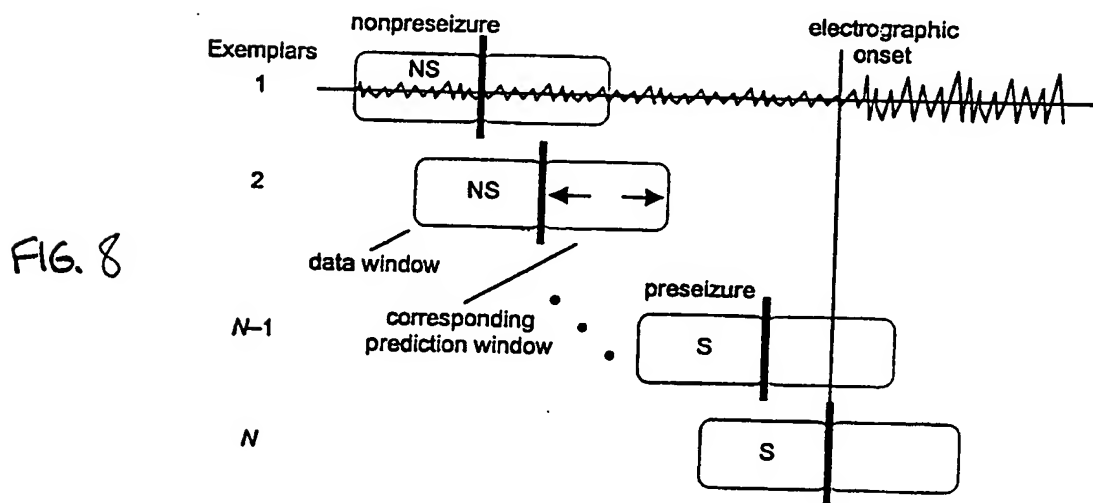 nonpreseizure
electrographic
onset
Exemplars
1
NS
2
NS
FIG. 8
data window
corresponding
prediction window
preseizure
N–1
S
N
S